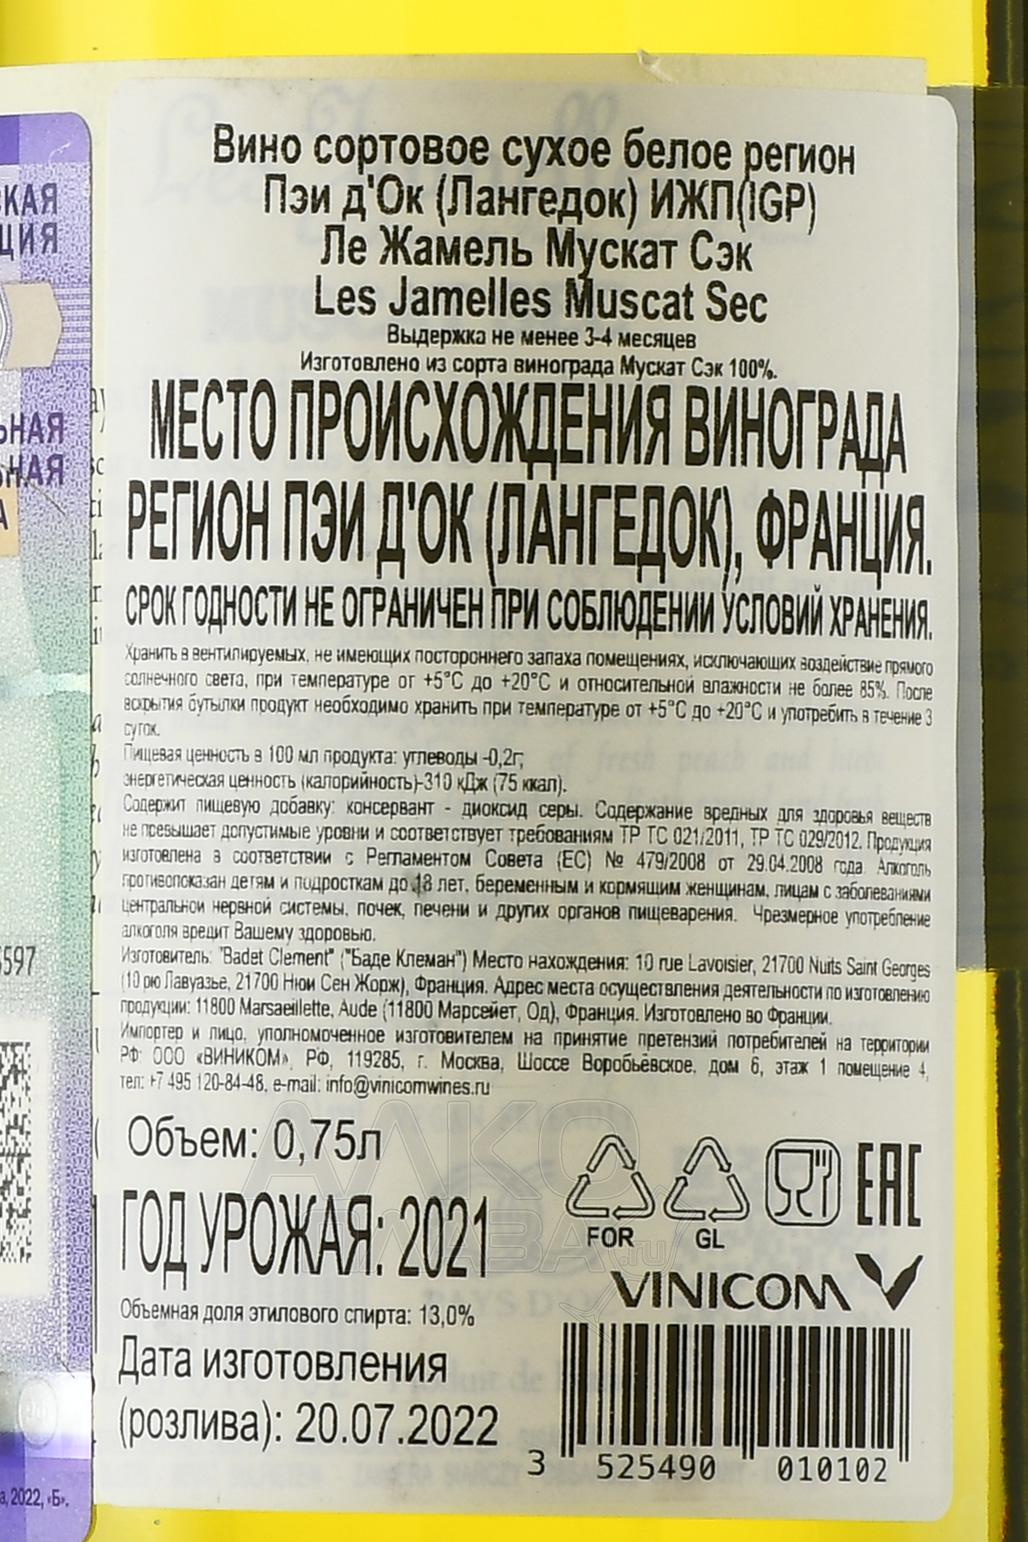 Вино сортовое сухое белое регион
Пэи д'Ок (Лангедок) ИЖП(IGP)
Ле Жамель Мускат Сэк
Les Jamelles Muscat Sec
Выдержка не менее 3-4 месяцев
Изготовлено из сорта винограда Мускат Сэк 100%.
МЕСТО ПРОИСХОЖДЕНИЯ ВИНОГРАДА
РЕГИОН ПЭИ Д'ОК (ЛАНГЕДОК), ФРАНЦИЯ.
СРОК ГОДНОСТИ НЕ ОГРАНИЧЕН ПРИ СОБЛЮДЕНИИ УСЛОВИЙ ХРАНЕНИЯ.
Хранить в вентилируемых, не имеющих постороннего запаха помещениях, исключающих воздействие прямого
солнечного света, при температуре от +5°С до +20°С и относительной влажности не более 85%. После
вскрытия бутылки продукт необходимо хранить при температуре от +5°С до +20°С и употребить в течение 3
суток.
Пищевая ценность в 100 мл продукта: углеводы -0,2г;
энергетическая ценность (калорийность)-310 кДж (75 ккал).
Содержит пищевую добавку: консервант - диоксид серы. Содержание вредных для здоровья веществ
не превышает допустимые уровни и соответствует требованиям ТР ТС 021/2011, ТР ТС 029/2012. Продукция
изготовлена в соответствии с Регламентом Совета (ЕС) № 479/2008 от 29.04.2008 года. Алкоголь
противопоказан детям и подросткам до 18 лет, беременным и кормящим женщинам, лицам с заболеваниями
центральной нервной системы, почек, печени и других органов пищеварения. Чрезмерное употребление
алкоголя вредит Вашему здоровью.
Изготовитель: "Badet Clement" ("Баде Клеман") Место нахождения: 10 rue Lavoisier, 21700 Nuits Saint Georges
(10 рю Лавуазье, 21700 Нюи Сен Жорж), Франция. Адрес места осуществления деятельности по изготовлению
продукции: 11800 Marsaeillette, Aude (11800 Марсейет, Од), Франция. Изготовлено во Франции.
Импортер и лицо, уполномоченное изготовителем на принятие претензий потребителей на территории
РФ: ООО «ВИНИКОМ», РФ, 119285, г. Москва, Шоссе Воробьевское, дом 6, этаж 1 помещение 4,
тел: +7 495 120-84-48, e-mail: info@vinicomwines.ru
Объем: 0,75л
ГОД УРОЖАЯ: 2021
Объемная доля этилового спирта: 13,0%
Дата изготовления
(розлива): 20.07.2022
FOR GL EAC
VINICOM
3 525490 010102
АЛКО
ЛАВКА.ru
СКАЯ
ЦИЯ
ЬНАЯ
ЬНАЯ
А
5597
а, 2022, «Б».